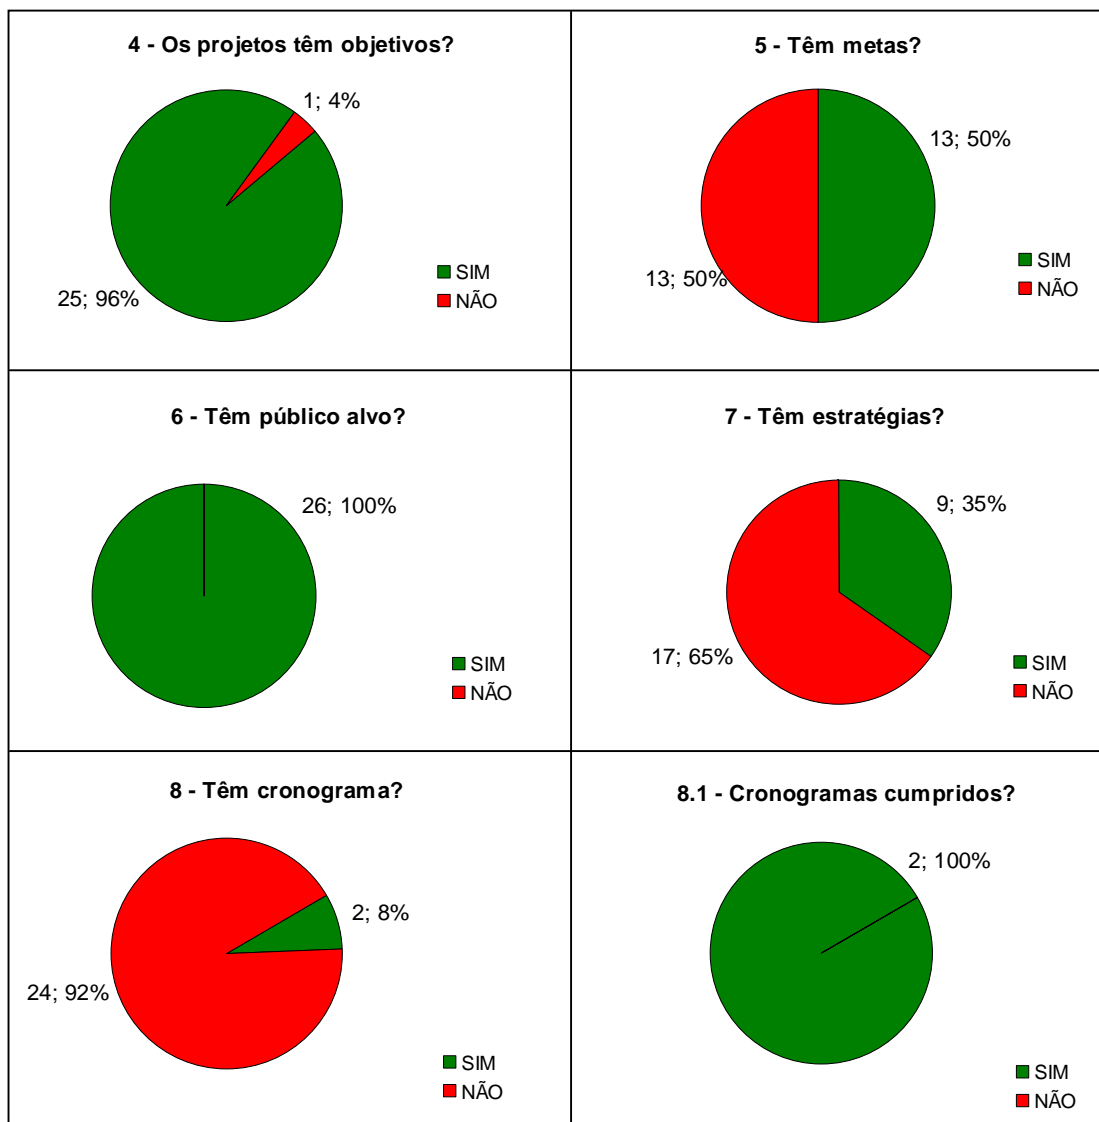 4 - Os projetos têm objetivos?
1; 4%
25; 96%
SIM
NÃO
5 - Têm metas?
13; 50%
13; 50%
SIM
NÃO
6 - Têm público alvo?
26; 100%
SIM
NÃO
7 - Têm estratégias?
9; 35%
17; 65%
SIM
NÃO
8 - Têm cronograma?
2; 8%
24; 92%
SIM
NÃO
8.1 - Cronogramas cumpridos?
2; 100%
SIM
NÃO